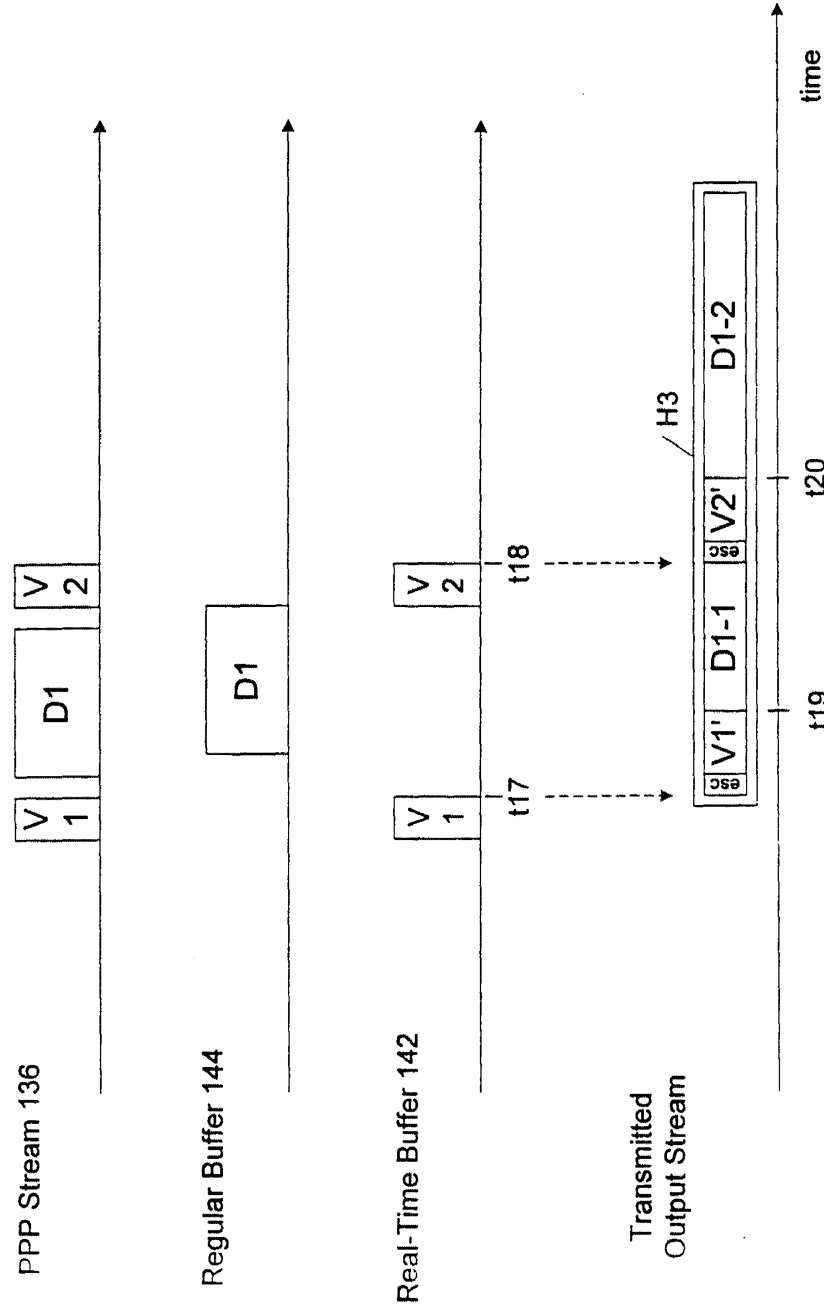 PPP Stream 136
V
1
D1
V
2
Regular Buffer 144
D1
Real-Time Buffer 142
V
1
V
2
t17
t18
Transmitted
Output Stream
H3
esc
V1'
D1-1
esc
V2'
D1-2
t19
t20
time